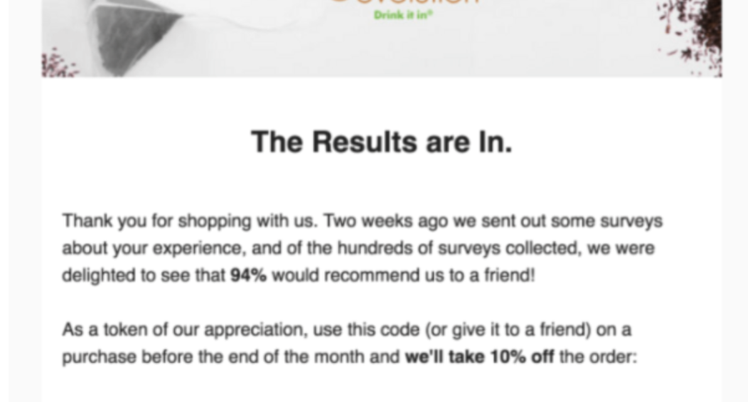 Drink it in®
The Results are In.
Thank you for shopping with us. Two weeks ago we sent out some surveys
about your experience, and of the hundreds of surveys collected, we were
delighted to see that 94% would recommend us to a friend!
As a token of our appreciation, use this code (or give it to a friend) on a
purchase before the end of the month and we'll take 10% off the order: